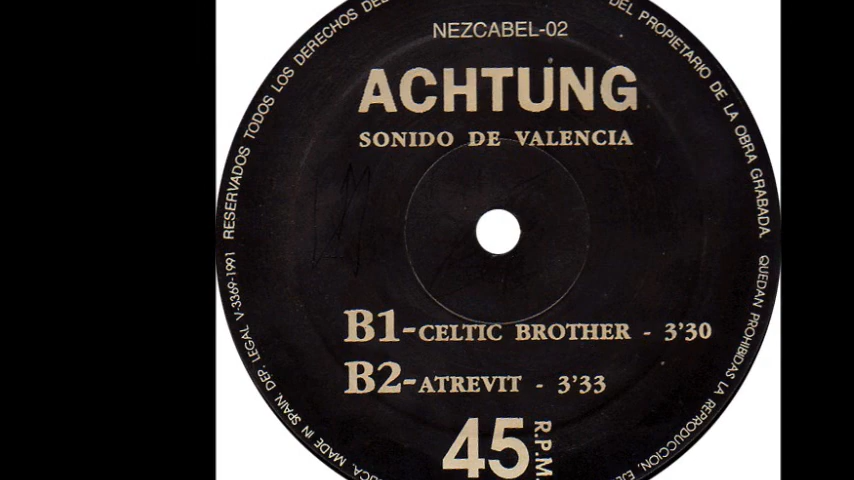 NEZCABEL-02
ACHTUNG
SONIDO DE VALENCIA
B1-CELTIC BROTHER - 3'30
B2-ATREVIT - 3'33
45 R.P.M.
MADE IN SPAIN. DEP. LEGAL V-3369-1991 RESERVADOS TODOS LOS DERECHOS
DEL PROPIETARIO DE LA OBRA GRABADA. QUEDAN PROHIBIDAS LA REPRODUCCION,